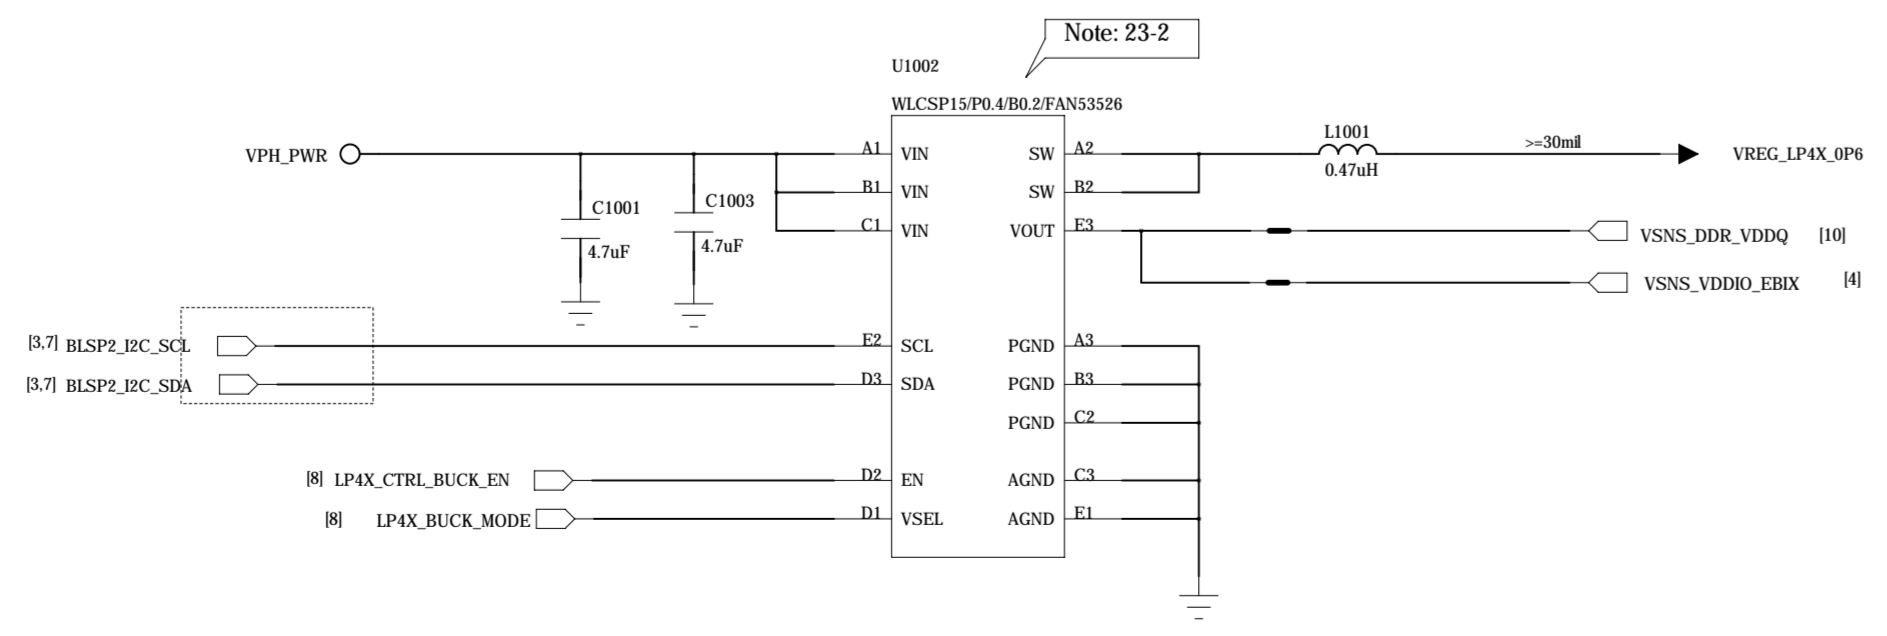 Note: 23-2
U1002
WLCSP15/P0.4/B0.2/FAN53526
VPH_PWR A1 VIN SW A2 L1001 >=30mil VREG_LP4X_0P6
0.47uH
B1 VIN SW B2
C1001 C1003
4.7uF 4.7uF
C1 VIN VOUT E3 VSNS_DDR_VDDQ [10]
VSNS_VDDIO_EBIX [4]
[3,7] BLSP2_I2C_SCL E2 SCL PGND A3
[3,7] BLSP2_I2C_SDA D3 SDA PGND B3
PGND C2
[8] LP4X_CTRL_BUCK_EN D2 EN AGND C3
[8] LP4X_BUCK_MODE D1 VSEL AGND E1